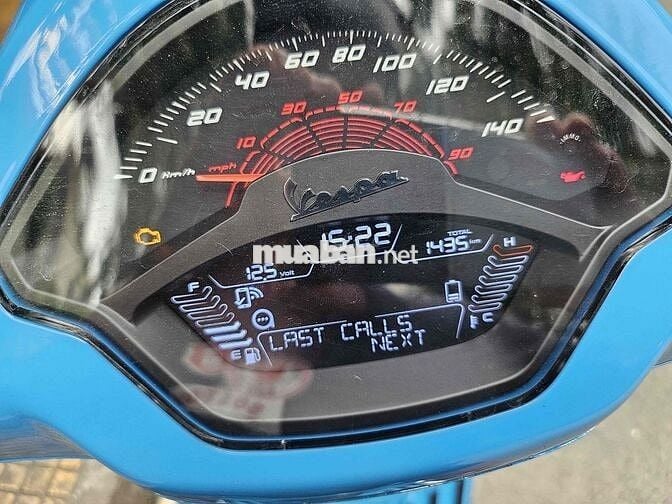 0 20 40 60 80 100 120 140
km/h
mph
10 30 50 70 90
IMMO
Vespa
15:22
muaban.net
TOTAL
1435 km
H
12.5 Volt
F
E
C
LAST CALLS
NEXT